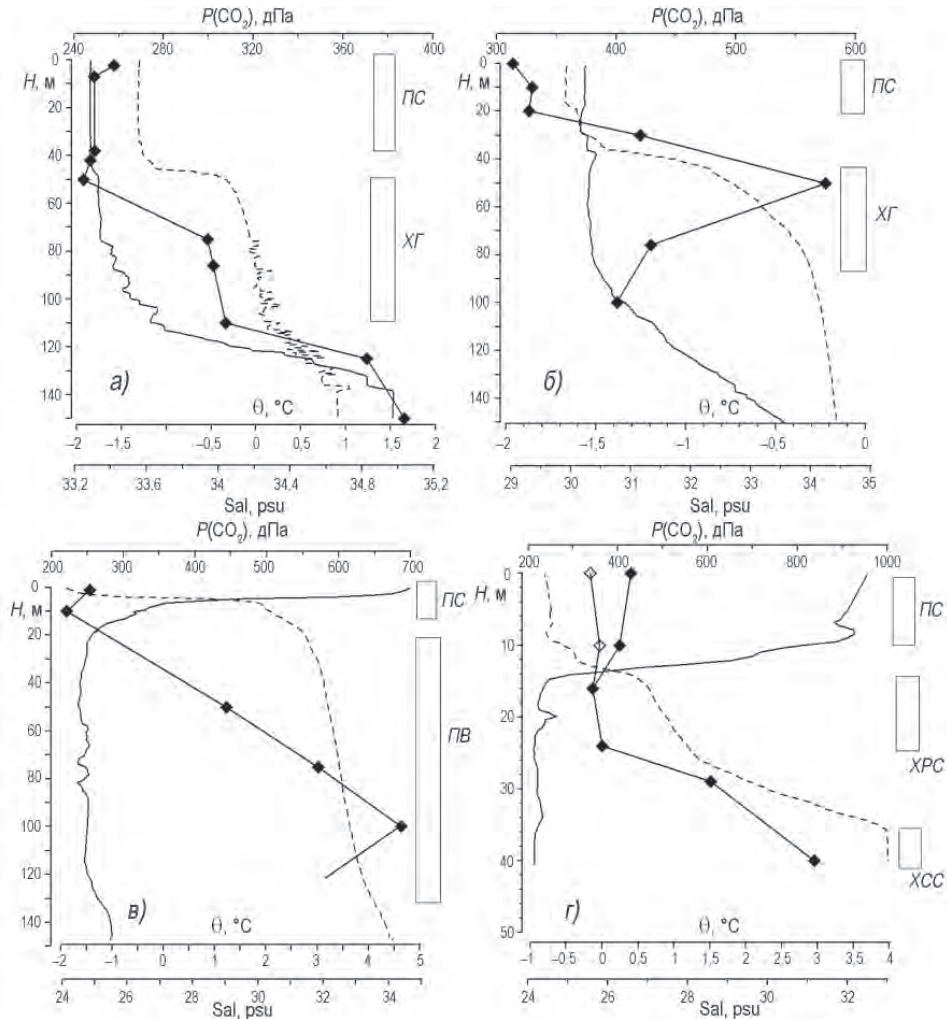 P(CO₂), дПа
240 280 320 360 400
0
H, м
20
40
60
80
100
120
140
ПС
ХГ
а)
Θ, °C
–2 –1,5 –1 –0,5 0,0 0,5 1 1,5 2
33,2 33,6 34 34,4 34,8 35,2
Sal, psu
P(CO₂), дПа
300 400 500 600
0
H, м
20
40
60
80
100
120
140
ПС
ХГ
б)
Θ, °C
–2 –1,5 –1 –0,5 0
29 30 31 32 33 34 35
Sal, psu
P(CO₂), дПа
200 300 400 500 600 700
0
H, м
20
40
60
80
100
120
140
ПС
ПВ
в)
Θ, °C
–2 –1 0 1 2 3 4 5
24 26 28 30 32 34
Sal, psu
P(CO₂), дПа
200 400 600 800 1000
0
H, м
10
20
30
40
50
ПС
ХРС
ХСС
г)
Θ, °C
–1 –0,5 0 0,5 1 1,5 2 2,5 3 3,5 4
24 26 28 30 32
Sal, psu